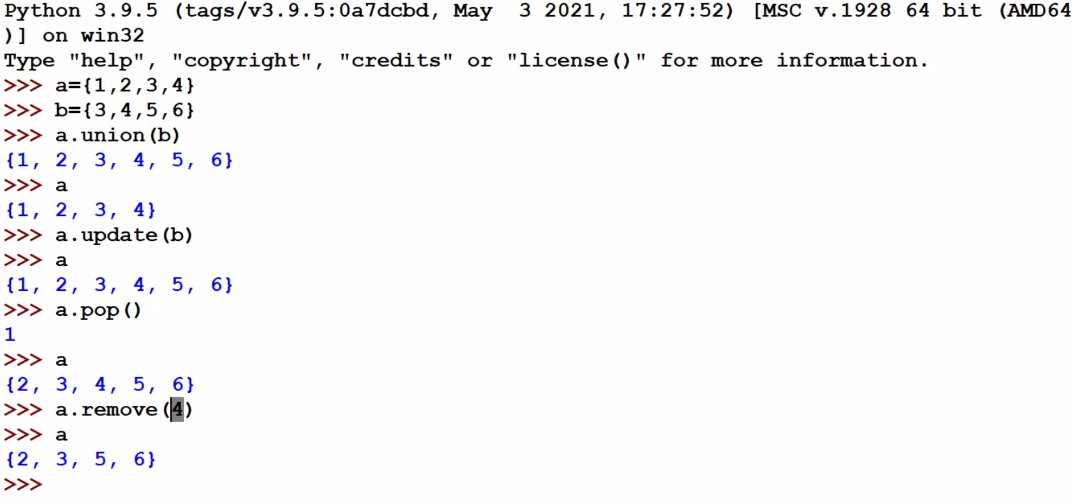 Python 3.9.5 (tags/v3.9.5:0a7dcbd, May  3 2021, 17:27:52) [MSC v.1928 64 bit (AMD64
)] on win32
Type "help", "copyright", "credits" or "license()" for more information.
>>> a={1,2,3,4}
>>> b={3,4,5,6}
>>> a.union(b)
{1, 2, 3, 4, 5, 6}
>>> a
{1, 2, 3, 4}
>>> a.update(b)
>>> a
{1, 2, 3, 4, 5, 6}
>>> a.pop()
1
>>> a
{2, 3, 4, 5, 6}
>>> a.remove(4)
>>> a
{2, 3, 5, 6}
>>>